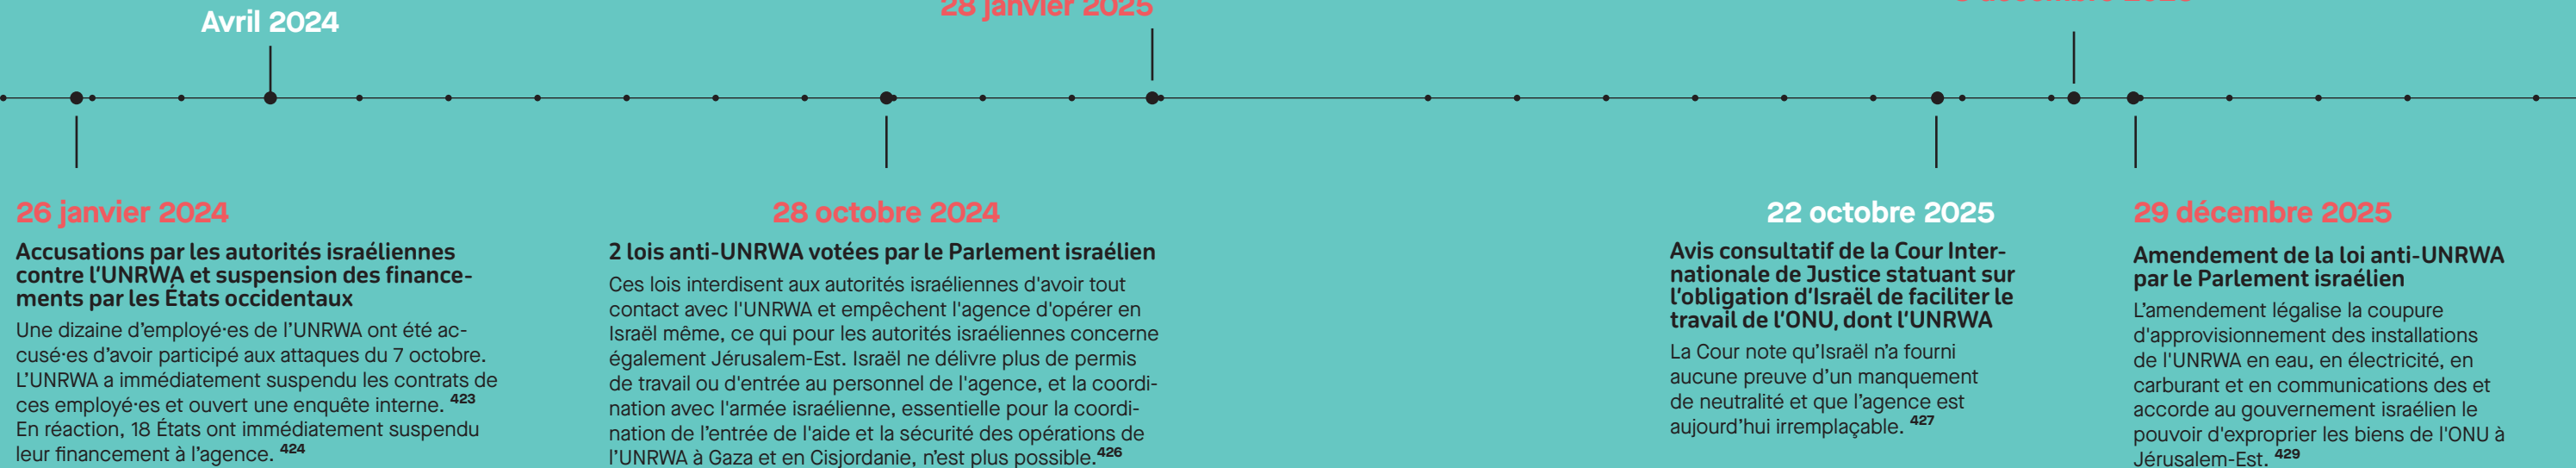 Avril 2024
28 janvier 2025
décembre 2025
26 janvier 2024
Accusations par les autorités israéliennes
contre l'UNRWA et suspension des finance-
ments par les États occidentaux
Une dizaine d'employé·es de l'UNRWA ont été ac-
cusé·es d'avoir participé aux attaques du 7 octobre.
L'UNRWA a immédiatement suspendu les contrats de
ces employé·es et ouvert une enquête interne. 423
En réaction, 18 États ont immédiatement suspendu
leur financement à l'agence. 424
28 octobre 2024
2 lois anti-UNRWA votées par le Parlement israélien
Ces lois interdisent aux autorités israéliennes d'avoir tout
contact avec l'UNRWA et empêchent l'agence d'opérer en
Israël même, ce qui pour les autorités israéliennes concerne
également Jérusalem-Est. Israël ne délivre plus de permis
de travail ou d'entrée au personnel de l'agence, et la coordi-
nation avec l'armée israélienne, essentielle pour la coordi-
nation de l'entrée de l'aide et la sécurité des opérations de
l'UNRWA à Gaza et en Cisjordanie, n'est plus possible. 426
22 octobre 2025
Avis consultatif de la Cour Inter-
nationale de Justice statuant sur
l'obligation d'Israël de faciliter le
travail de l'ONU, dont l'UNRWA
La Cour note qu'Israël n'a fourni
aucune preuve d'un manquement
de neutralité et que l'agence est
aujourd'hui irremplaçable. 427
29 décembre 2025
Amendement de la loi anti-UNRWA
par le Parlement israélien
L'amendement légalise la coupure
d'approvisionnement des installations
de l'UNRWA en eau, en électricité, en
carburant et en communications des et
accorde au gouvernement israélien le
pouvoir d'exproprier les biens de l'ONU à
Jérusalem-Est. 429